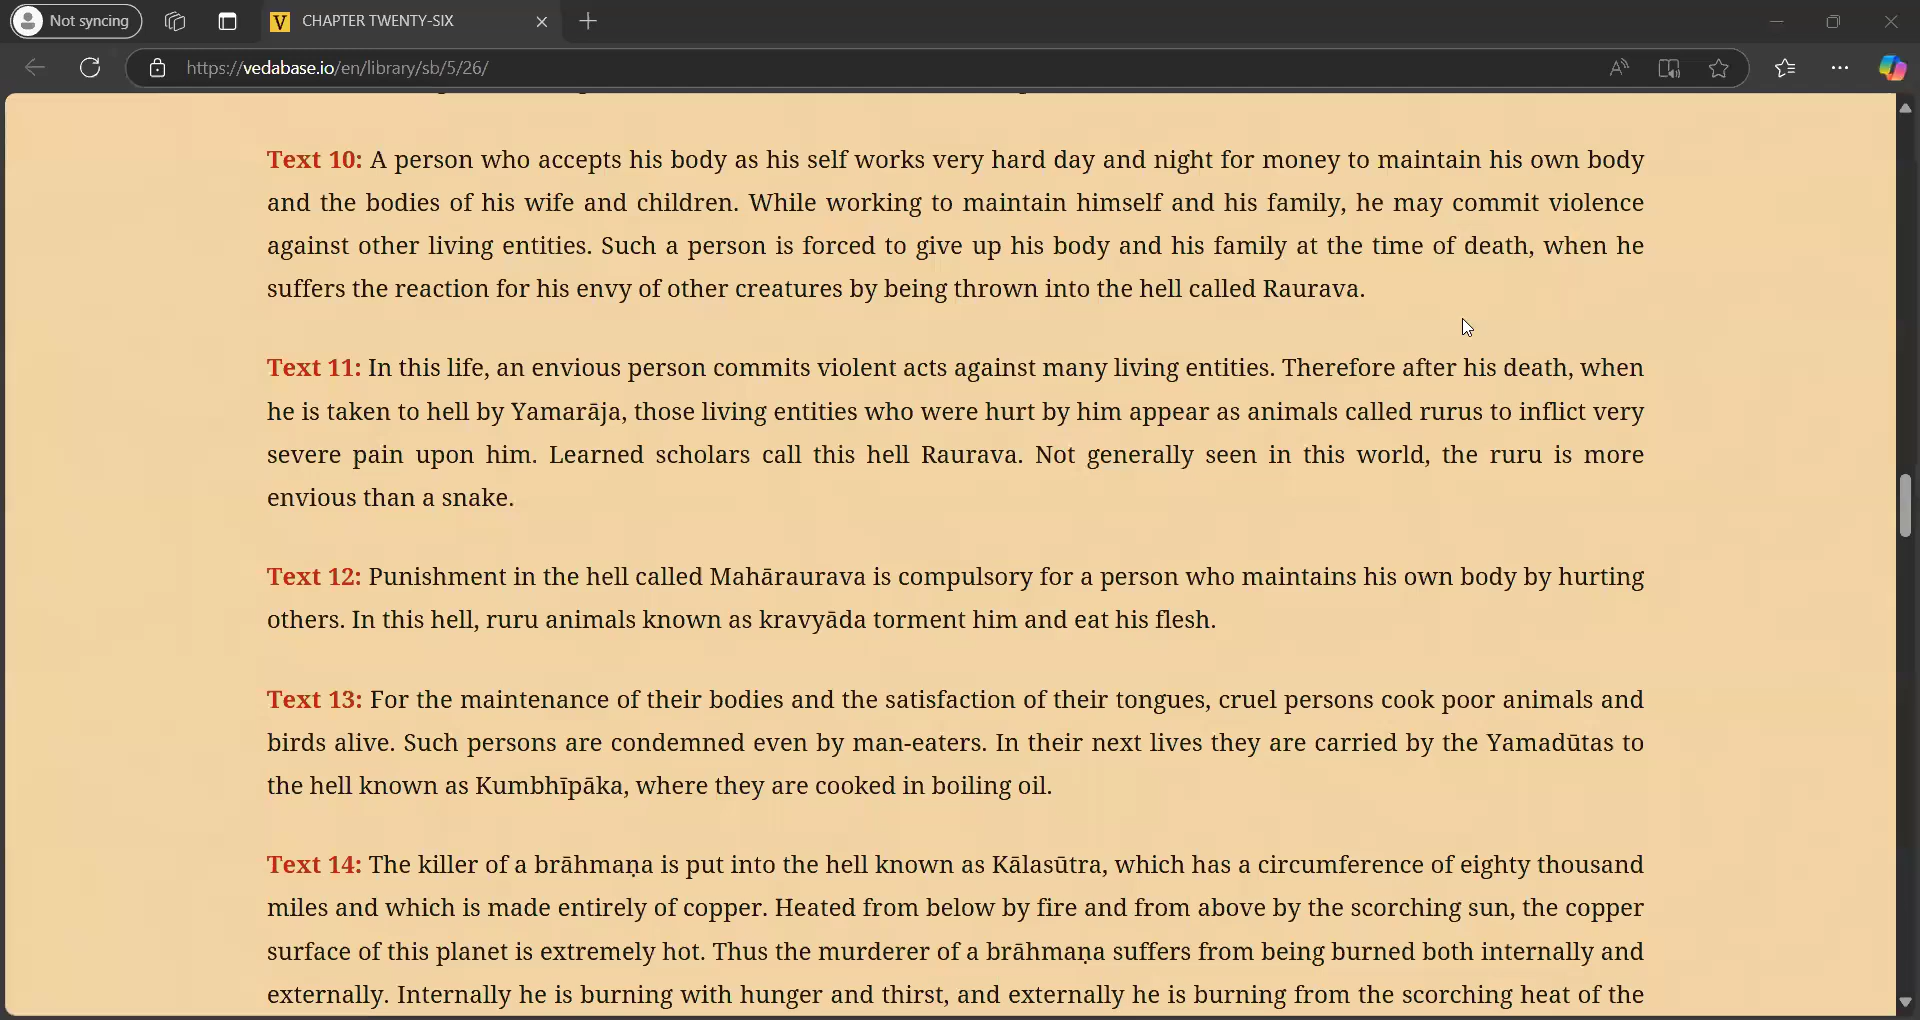 Not syncing
CHAPTER TWENTY-SIX
https://vedabase.io/en/library/sb/5/26/
Text 10: A person who accepts his body as his self works very hard day and night for money to maintain his own body
and the bodies of his wife and children. While working to maintain himself and his family, he may commit violence
against other living entities. Such a person is forced to give up his body and his family at the time of death, when he
suffers the reaction for his envy of other creatures by being thrown into the hell called Raurava.
Text 11: In this life, an envious person commits violent acts against many living entities. Therefore after his death, when
he is taken to hell by Yamarāja, those living entities who were hurt by him appear as animals called rurus to inflict very
severe pain upon him. Learned scholars call this hell Raurava. Not generally seen in this world, the ruru is more
envious than a snake.
Text 12: Punishment in the hell called Mahāraurava is compulsory for a person who maintains his own body by hurting
others. In this hell, ruru animals known as kravyāda torment him and eat his flesh.
Text 13: For the maintenance of their bodies and the satisfaction of their tongues, cruel persons cook poor animals and
birds alive. Such persons are condemned even by man-eaters. In their next lives they are carried by the Yamadūtas to
the hell known as Kumbhīpāka, where they are cooked in boiling oil.
Text 14: The killer of a brāhmaṇa is put into the hell known as Kālasūtra, which has a circumference of eighty thousand
miles and which is made entirely of copper. Heated from below by fire and from above by the scorching sun, the copper
surface of this planet is extremely hot. Thus the murderer of a brāhmaṇa suffers from being burned both internally and
externally. Internally he is burning with hunger and thirst, and externally he is burning from the scorching heat of the